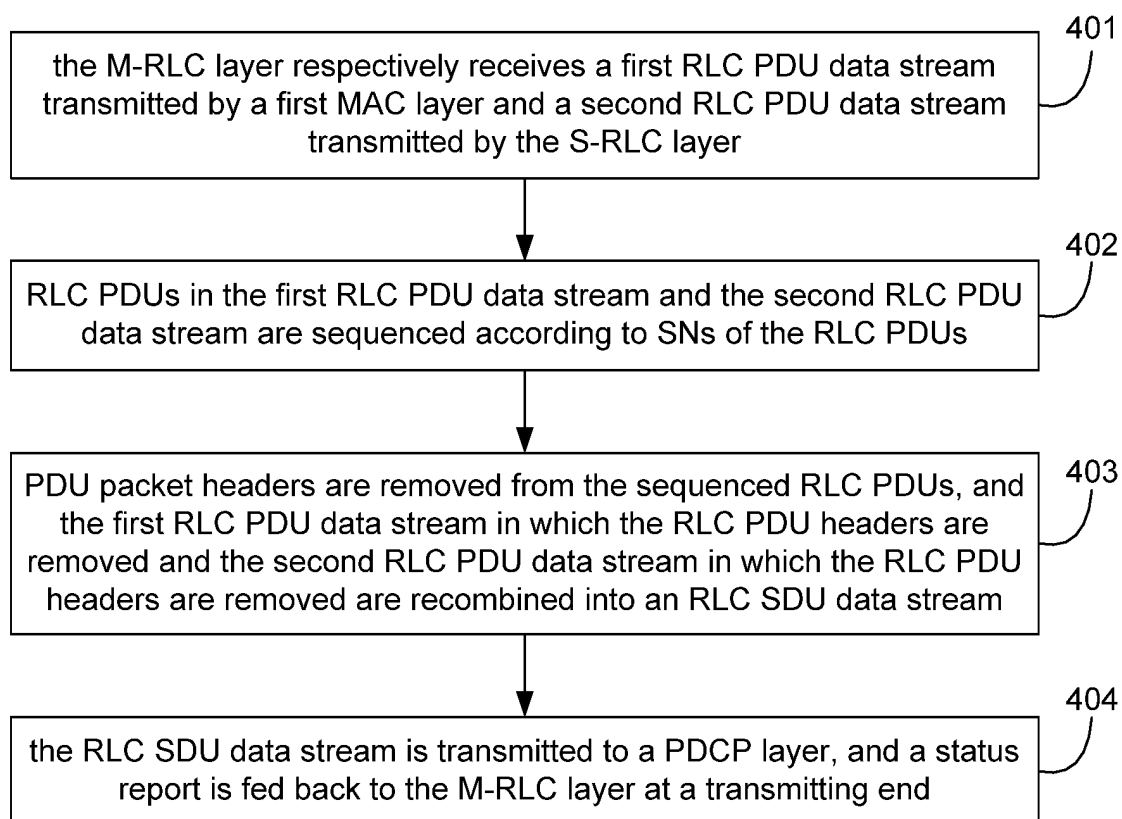 401
the M-RLC layer respectively receives a first RLC PDU data stream
transmitted by a first MAC layer and a second RLC PDU data stream
transmitted by the S-RLC layer
402
RLC PDUs in the first RLC PDU data stream and the second RLC PDU
data stream are sequenced according to SNs of the RLC PDUs
403
PDU packet headers are removed from the sequenced RLC PDUs, and
the first RLC PDU data stream in which the RLC PDU headers are
removed and the second RLC PDU data stream in which the RLC PDU
headers are removed are recombined into an RLC SDU data stream
404
the RLC SDU data stream is transmitted to a PDCP layer, and a status
report is fed back to the M-RLC layer at a transmitting end